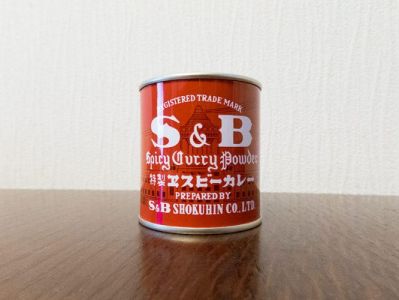 REGISTERED TRADE MARK
S & B
Spicy Curry Powder
特製 ヱスビーカレー
PREPARED BY
S&B SHOKUHIN CO., LTD.